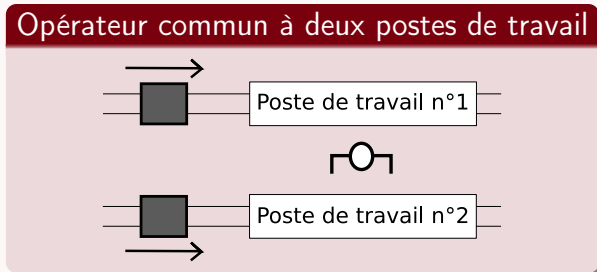 Opérateur commun à deux postes de travail
Poste de travail n°1
Poste de travail n°2